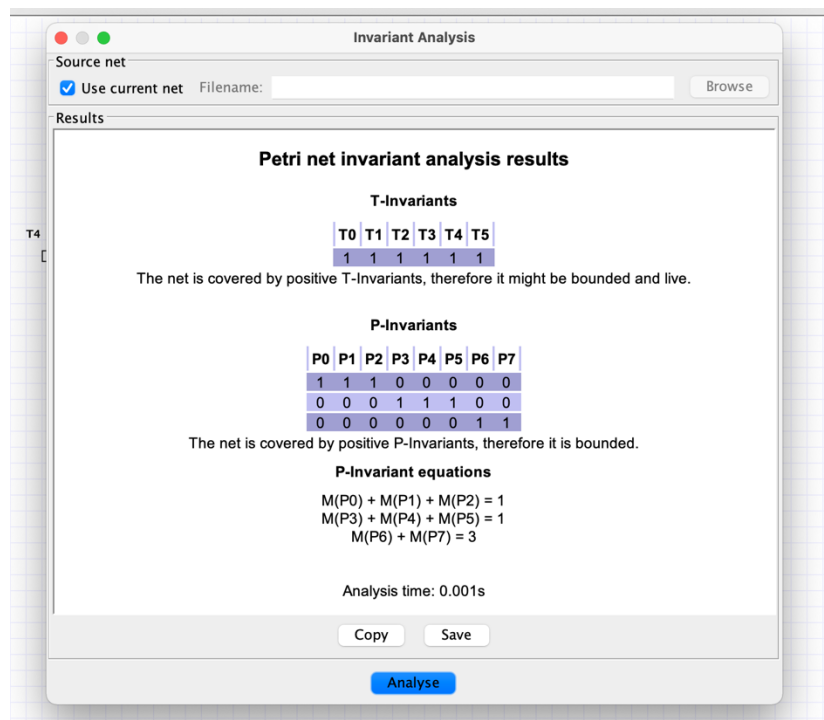 Invariant Analysis
Source net
Use current net Filename: Browse
Results
Petri net invariant analysis results
T-Invariants
T0 T1 T2 T3 T4 T5
1 1 1 1 1 1
The net is covered by positive T-Invariants, therefore it might be bounded and live.
P-Invariants
P0 P1 P2 P3 P4 P5 P6 P7
1 1 1 0 0 0 0 0
0 0 0 1 1 1 0 0
0 0 0 0 0 0 1 1
The net is covered by positive P-Invariants, therefore it is bounded.
P-Invariant equations
M(P0) + M(P1) + M(P2) = 1
M(P3) + M(P4) + M(P5) = 1
M(P6) + M(P7) = 3
Analysis time: 0.001s
Copy Save
Analyse
T4